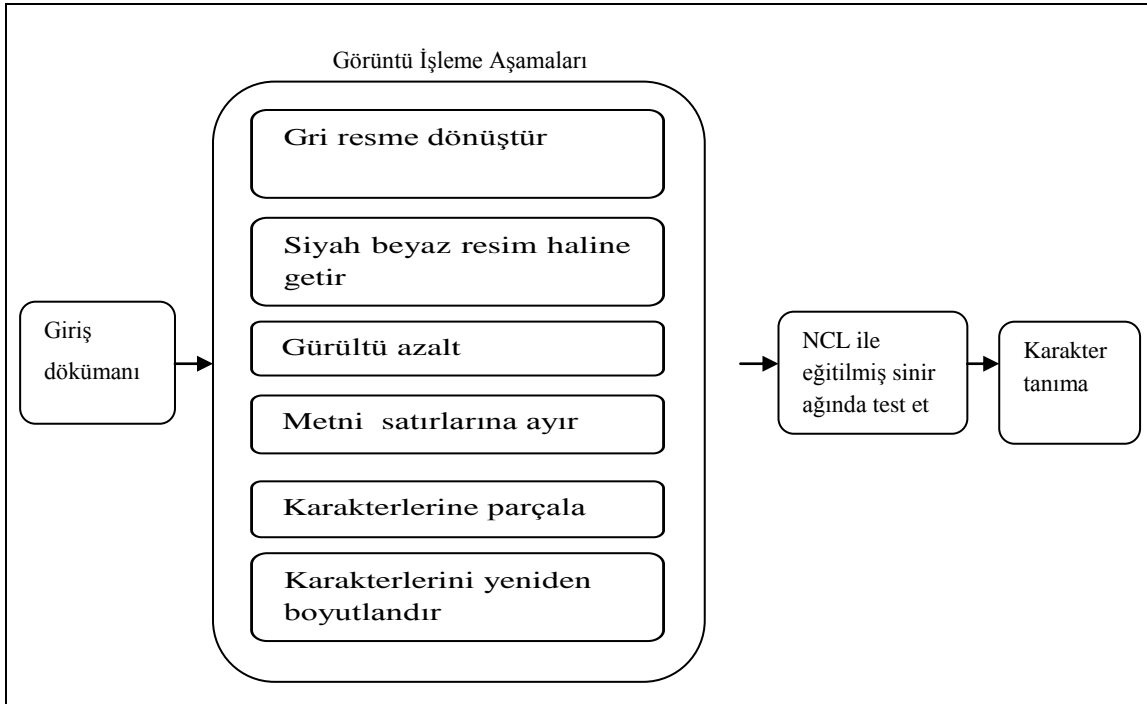 Görüntü İşleme Aşamaları
Giriş
dökümanı
Gri resme dönüştür
Siyah beyaz resim haline
getir
Gürültü azalt
Metni satırlarına ayır
Karakterlerine parçala
Karakterlerini yeniden
boyutlandır
NCL ile
eğitilmiş sinir
ağında test et
Karakter
tanıma